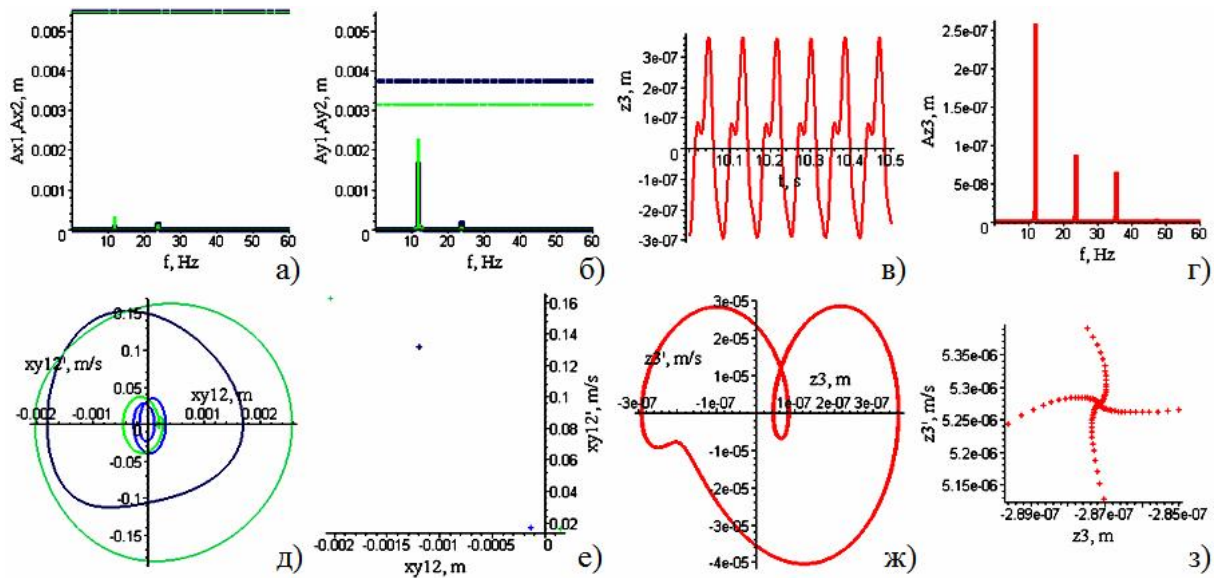 0.005
0.004
0.003
0.002
0.001
0
Ax1,Ax2, m
10 20 30 40 50 60
f, Hz
а)
0.005
0.004
0.003
0.002
0.001
0
Ay1,Ay2, m
10 20 30 40 50 60
f, Hz
б)
3e-07
2e-07
1e-07
0
-1e-07
-2e-07
-3e-07
z3, m
10.1 10.2 10.3 10.4 10.5
t, s
в)
2.5e-07
2e-07
1.5e-07
1e-07
5e-08
0
Az3, m
10 20 30 40 50 60
f, Hz
г)
xy12', m/s
0.15
0.1
0.05
-0.05
-0.1
-0.15
xy12, m
-0.002 -0.001 0.001 0.002
д)
0.16
0.14
0.12
0.10
0.08
0.06
0.04
0.02
xy12', m/s
-0.002 -0.0015 -0.001 -0.0005 0
xy12, m
е)
3e-05
2e-05
1e-05
-1e-05
-2e-05
-3e-05
-4e-05
z3', m/s
z3, m
-3e-07 -1e-07 1e-07 2e-07 3e-07
ж)
5.35e-06
5.3e-06
5.25e-06
5.2e-06
5.15e-06
z3', m/s
-2.89e-07 -2.87e-07 -2.85e-07
z3, m
з)